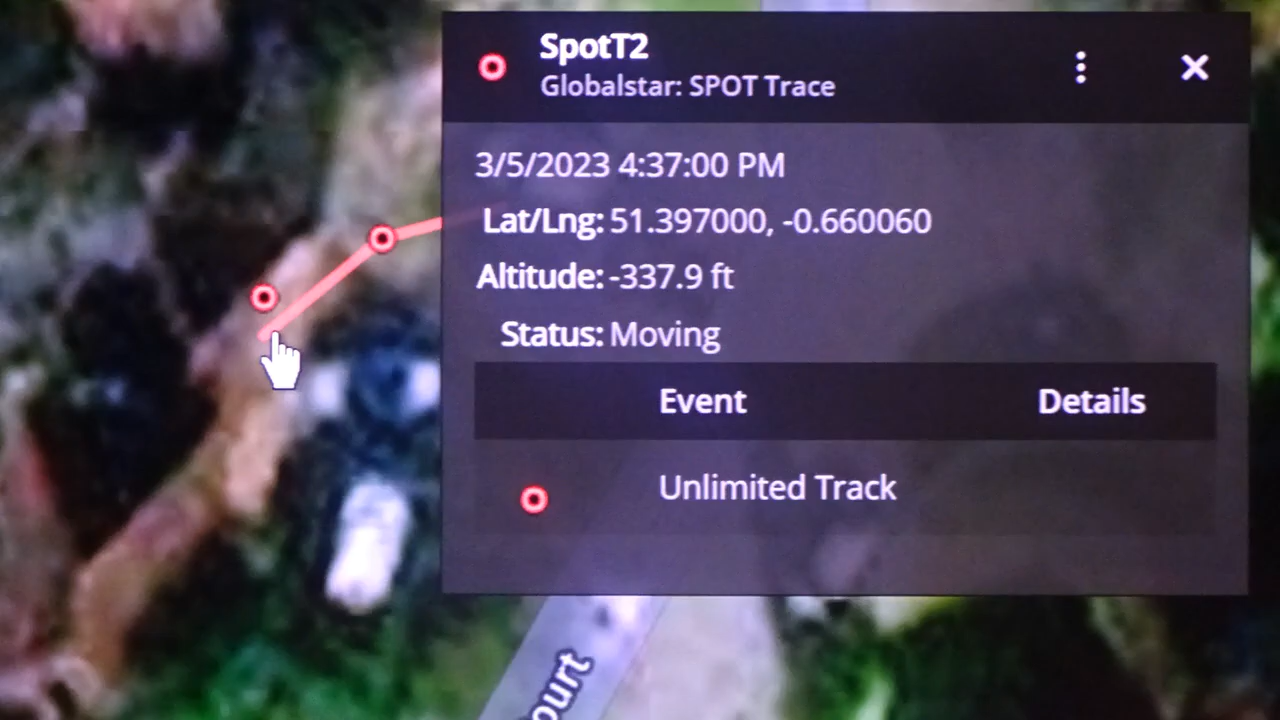 SpotT2
Globalstar: SPOT Trace
3/5/2023 4:37:00 PM
Lat/Lng: 51.397000, -0.660060
Altitude: -337.9 ft
Status: Moving
Event Details
Unlimited Track
ourt